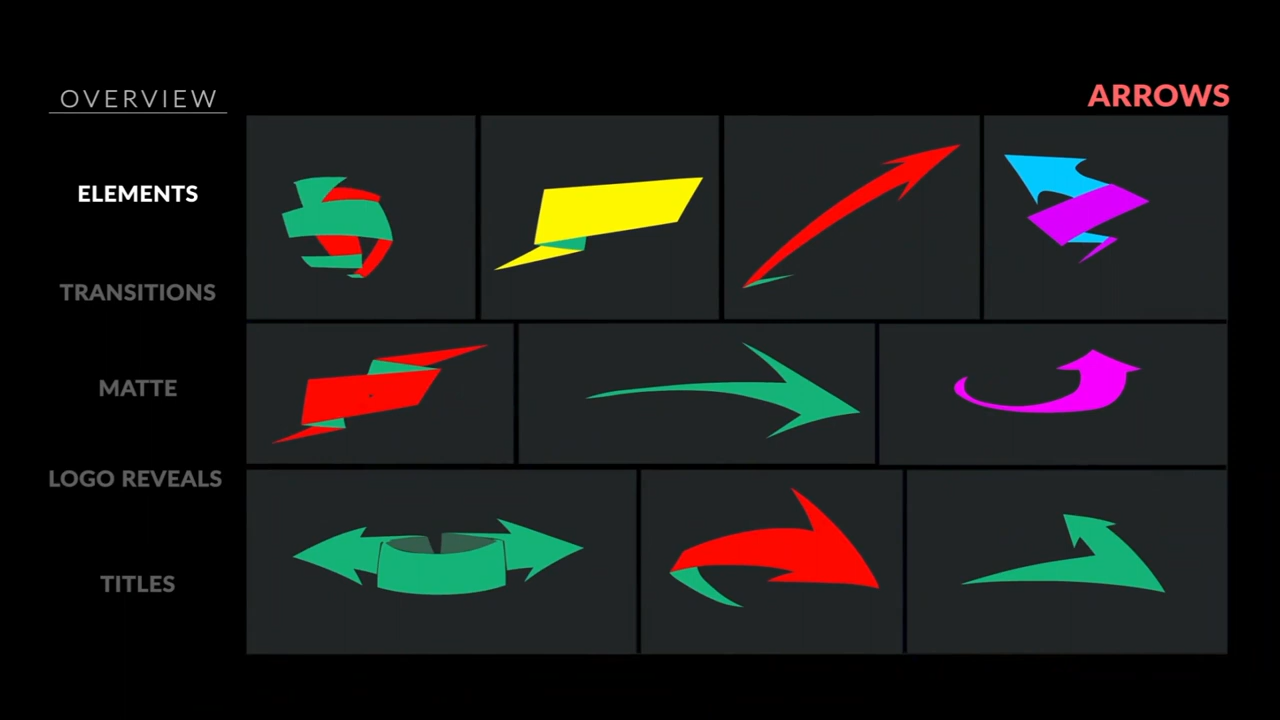 OVERVIEW
ARROWS
ELEMENTS
TRANSITIONS
MATTE
LOGO REVEALS
TITLES